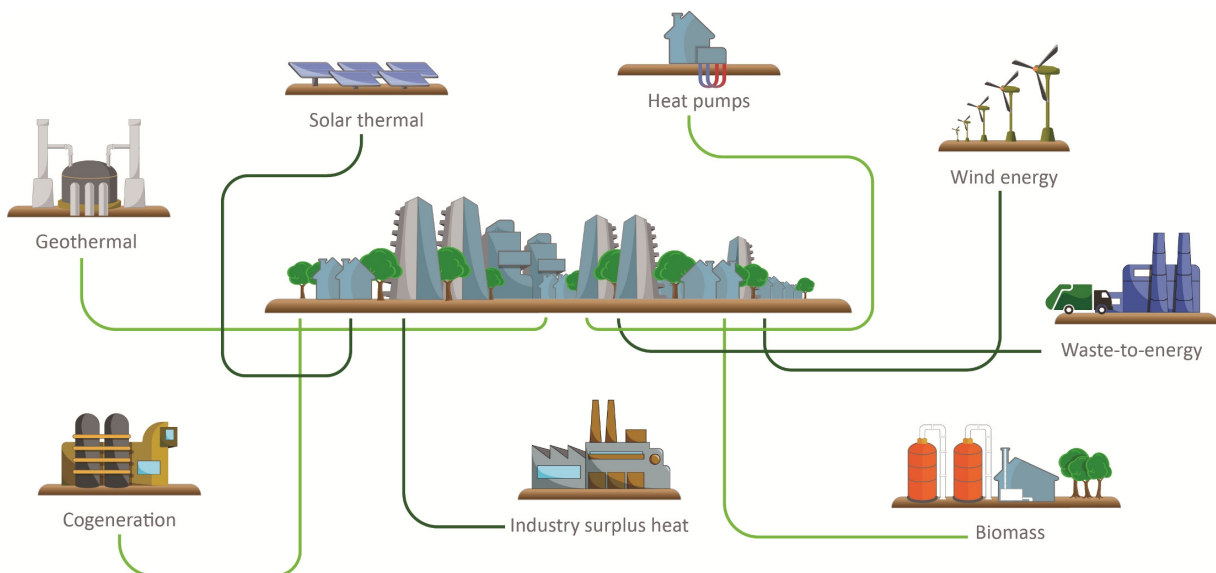 Solar thermal
Heat pumps
Wind energy
Geothermal
Waste-to-energy
Cogeneration
Industry surplus heat
Biomass